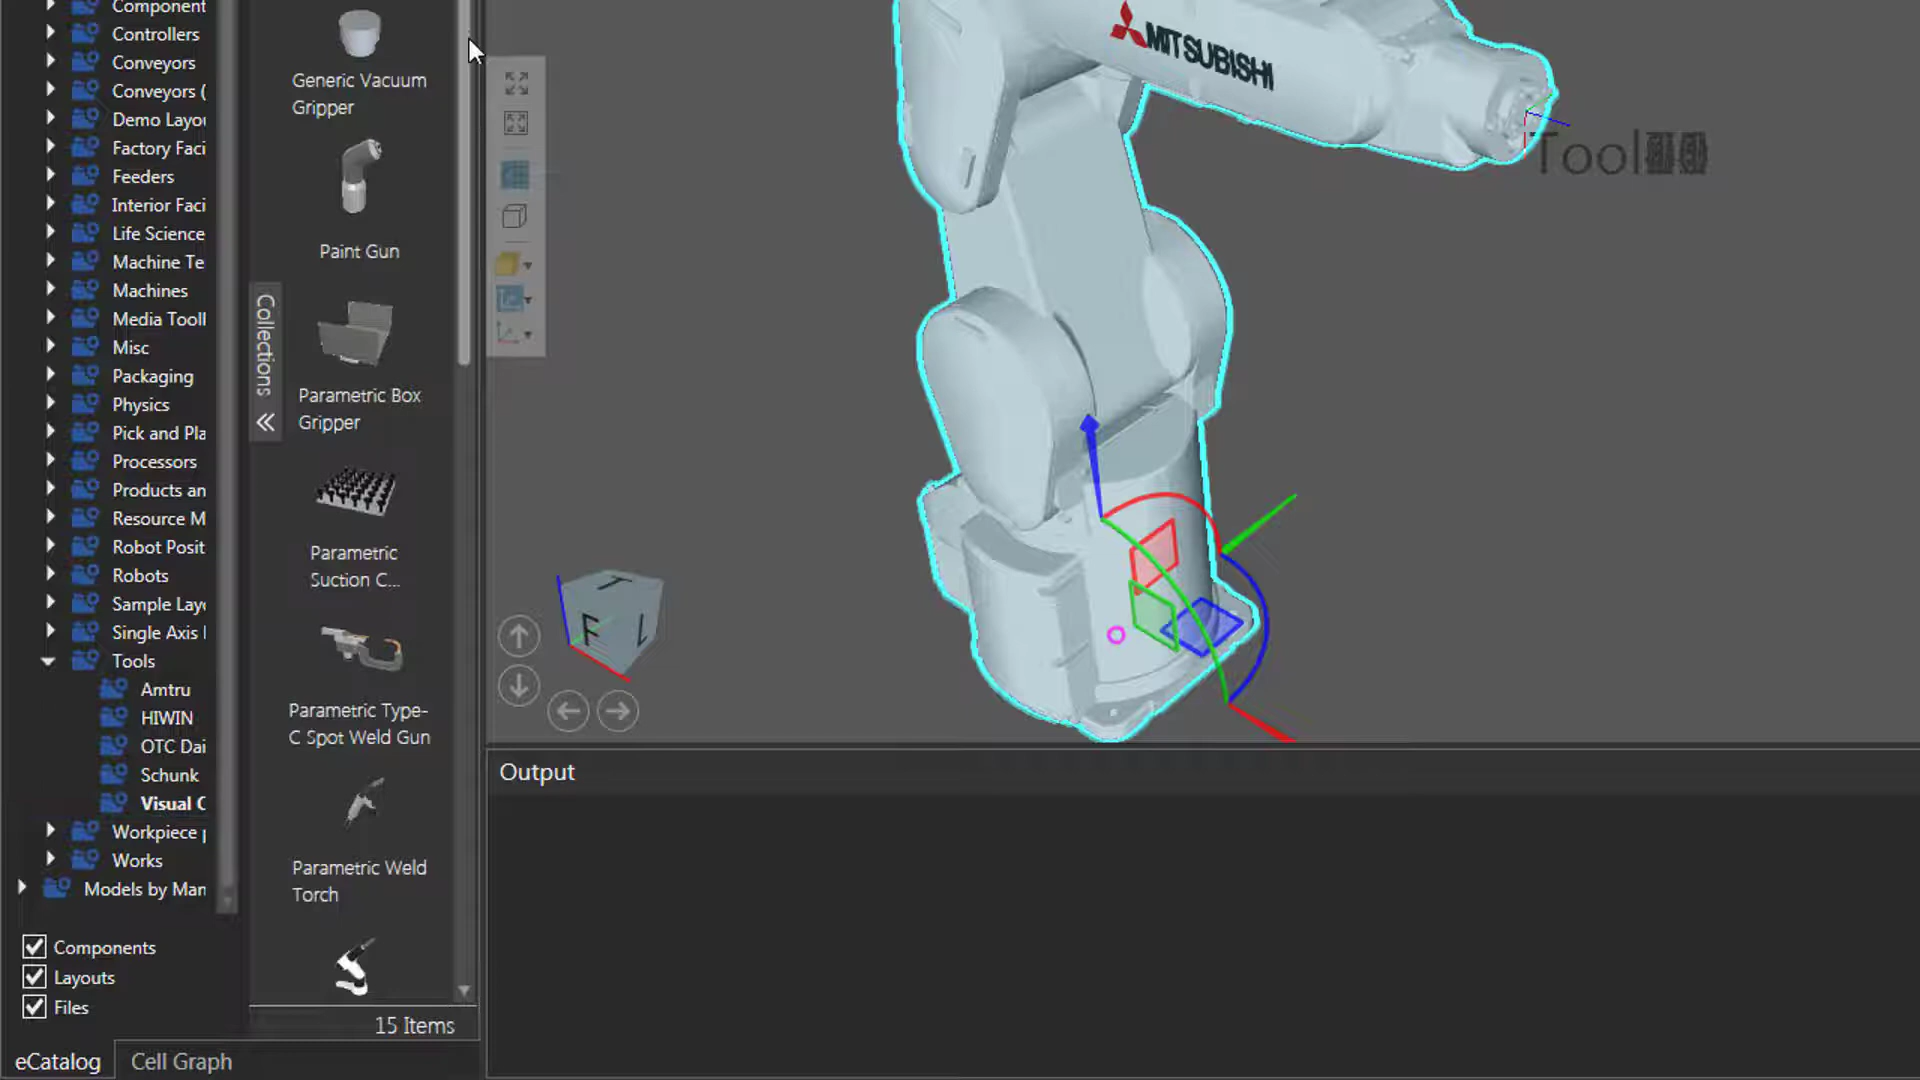 Component
Controllers
Conveyors
Conveyors (
Demo Layou
Factory Faci
Feeders
Interior Faci
Life Science
Machine Te
Machines
Media Tooll
Misc
Packaging
Physics
Pick and Pla
Processors
Products an
Resource M
Robot Posit
Robots
Sample Layo
Single Axis
Tools
Amtru
HIWIN
OTC Dai
Schunk
Visual C
Workpiece p
Works
Models by Man
Components
Layouts
Files
eCatalog
Cell Graph
Collections
Generic Vacuum
Gripper
Paint Gun
Parametric Box
Gripper
Parametric
Suction C...
Parametric Type-
C Spot Weld Gun
Parametric Weld
Torch
15 Items
MITSUBISHI
Tool
T
F
L
Output